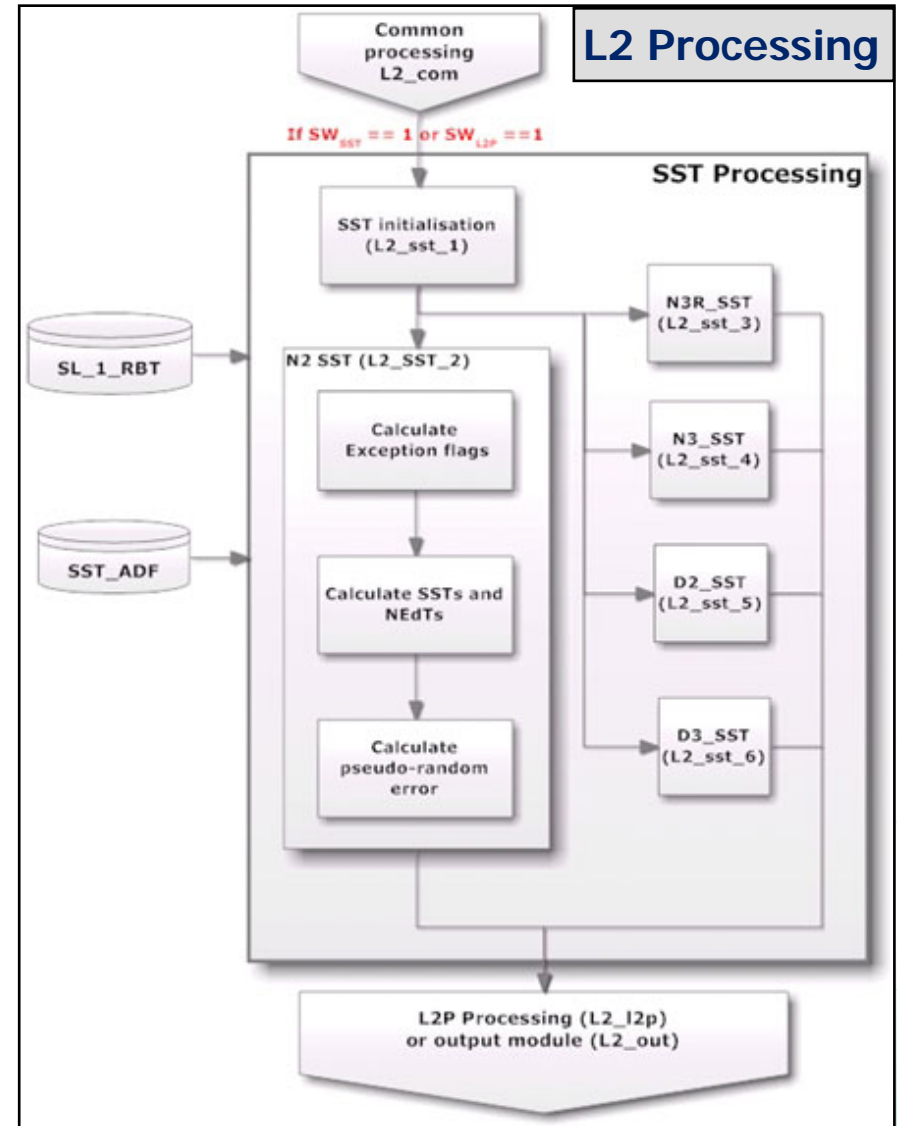 L2 Processing
Common
processing
L2_com
If SW_SST == 1 or SW_L2P ==1
SST Processing
SST initialisation
(L2_sst_1)
SL_1_RBT
SST_ADF
N2 SST (L2_SST_2)
Calculate
Exception flags
Calculate SSTs and
NEdTs
Calculate
pseudo-random
error
N3R_SST
(L2_sst_3)
N3_SST
(L2_sst_4)
D2_SST
(L2_sst_5)
D3_SST
(L2_sst_6)
L2P Processing (L2_l2p)
or output module (L2_out)